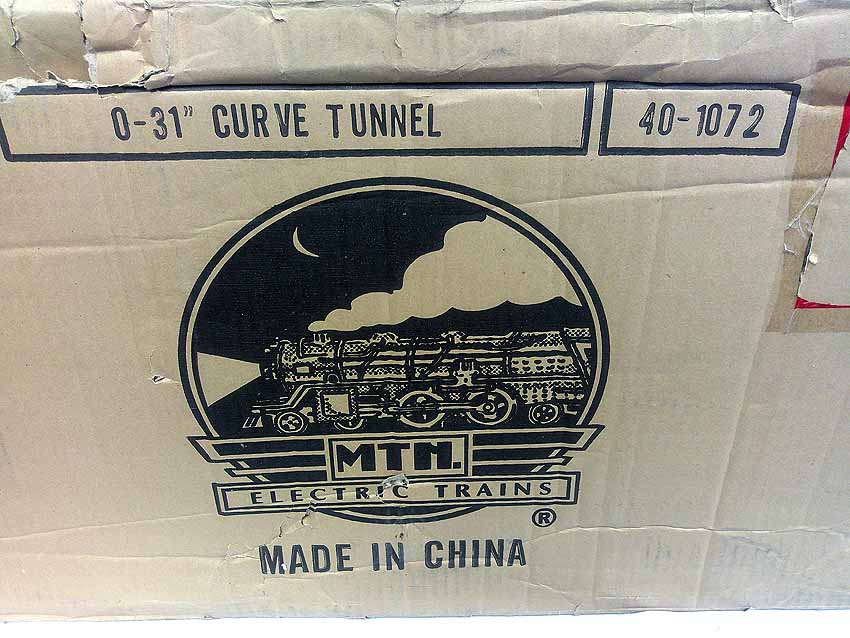 0-31" CURVE TUNNEL
40-1072
MTH.
ELECTRIC TRAINS
®
MADE IN CHINA